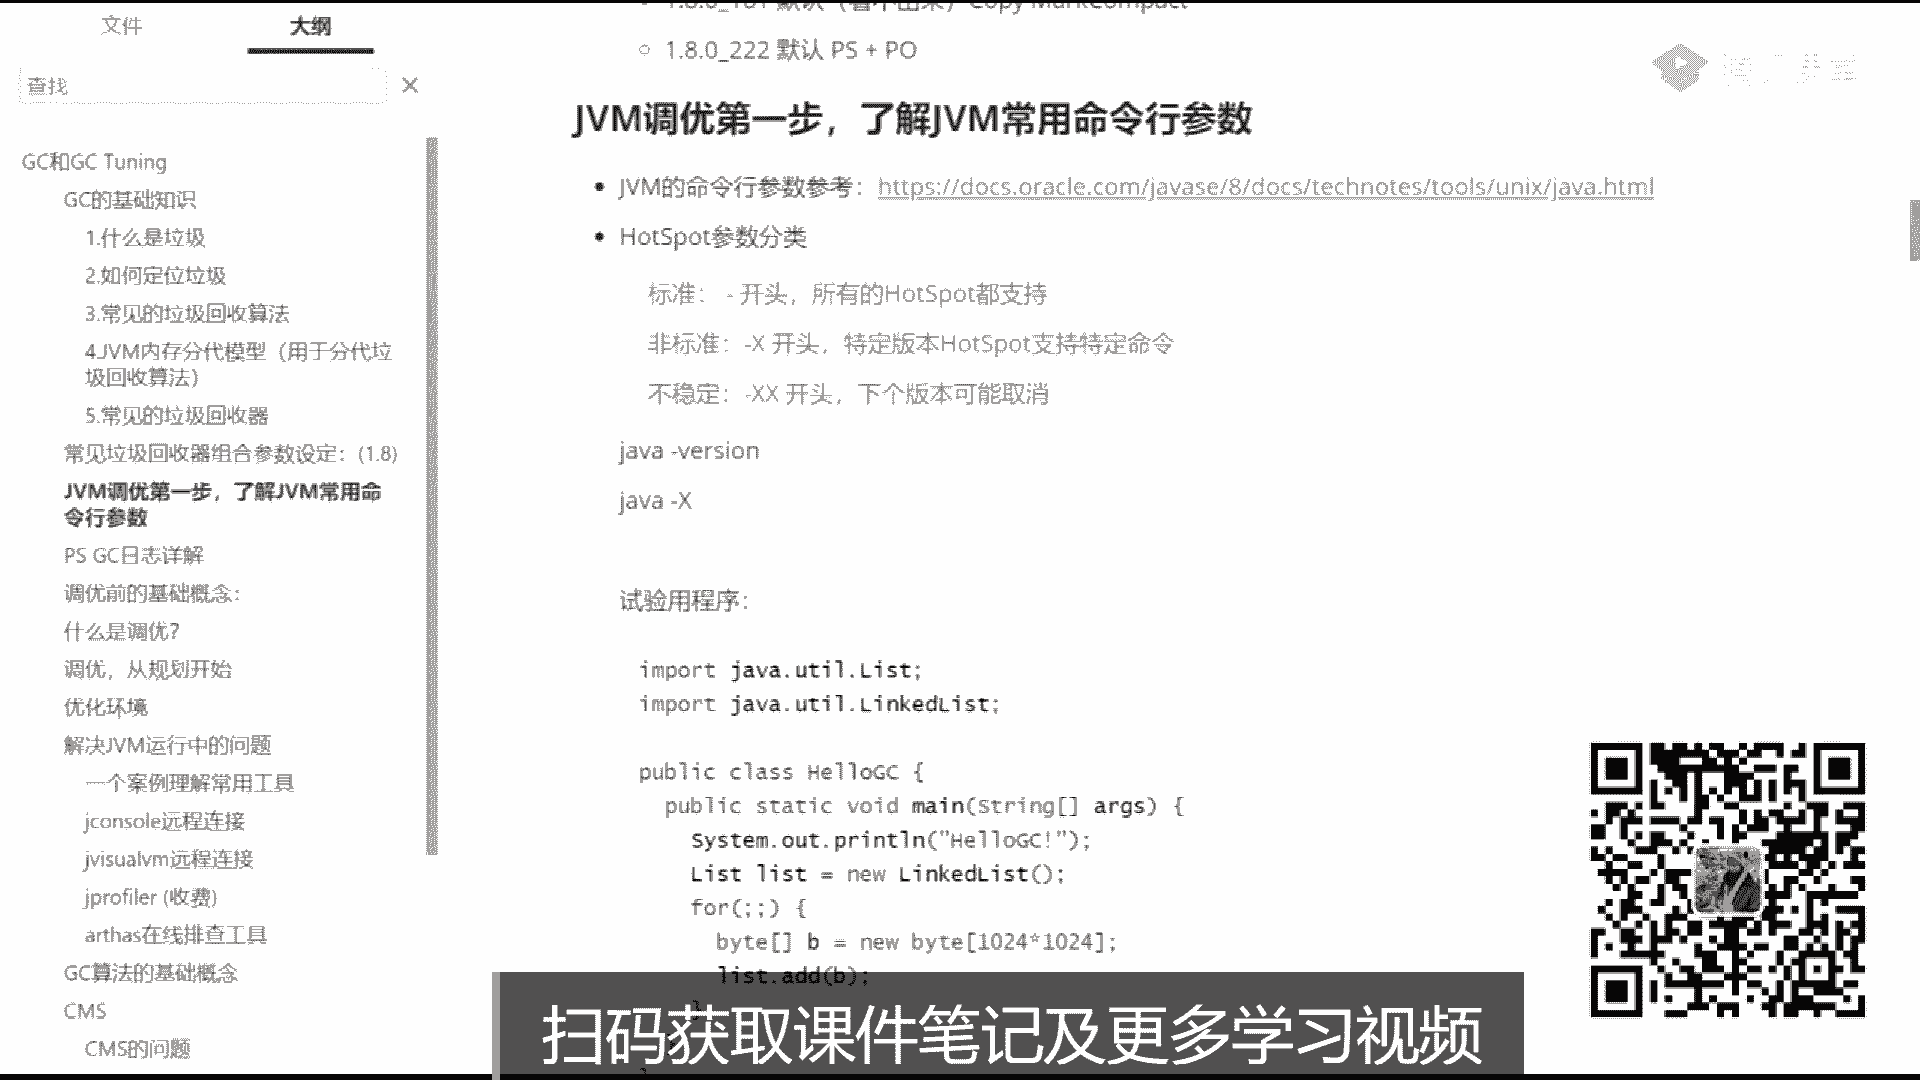 文件
大纲
查找
GC和GC Tuning
GC的基础知识
1.什么是垃圾
2.如何定位垃圾
3.常见的垃圾回收算法
4.JVM内存分代模型（用于分代垃
圾回收算法）
5.常见的垃圾回收器
常见垃圾回收器组合参数设定：(1.8)
JVM调优第一步，了解JVM常用命
令行参数
PS GC日志详解
调优前的基础概念：
什么是调优？
调优，从规划开始
优化环境
解决JVM运行中的问题
一个案例理解常用工具
jconsole远程连接
jvisualvm远程连接
jprofiler (收费)
arthas在线排查工具
GC算法的基础概念
CMS
CMS的问题
1.8.0_222 默认 PS + PO
JVM调优第一步，了解JVM常用命令行参数
JVM的命令行参数参考：https://docs.oracle.com/javase/8/docs/technotes/tools/unix/java.html
HotSpot参数分类
标准： - 开头，所有的HotSpot都支持
非标准：-X 开头，特定版本HotSpot支持特定命令
不稳定：-XX 开头，下个版本可能取消
java -version
java -X
试验用程序：
import java.util.List;
import java.util.LinkedList;
public class HelloGC {
public static void main(String[] args) {
System.out.println("HelloGC!");
List list = new LinkedList();
for(;;) {
byte[] b = new byte[1024*1024];
list.add(b);
扫码获取课件笔记及更多学习视频